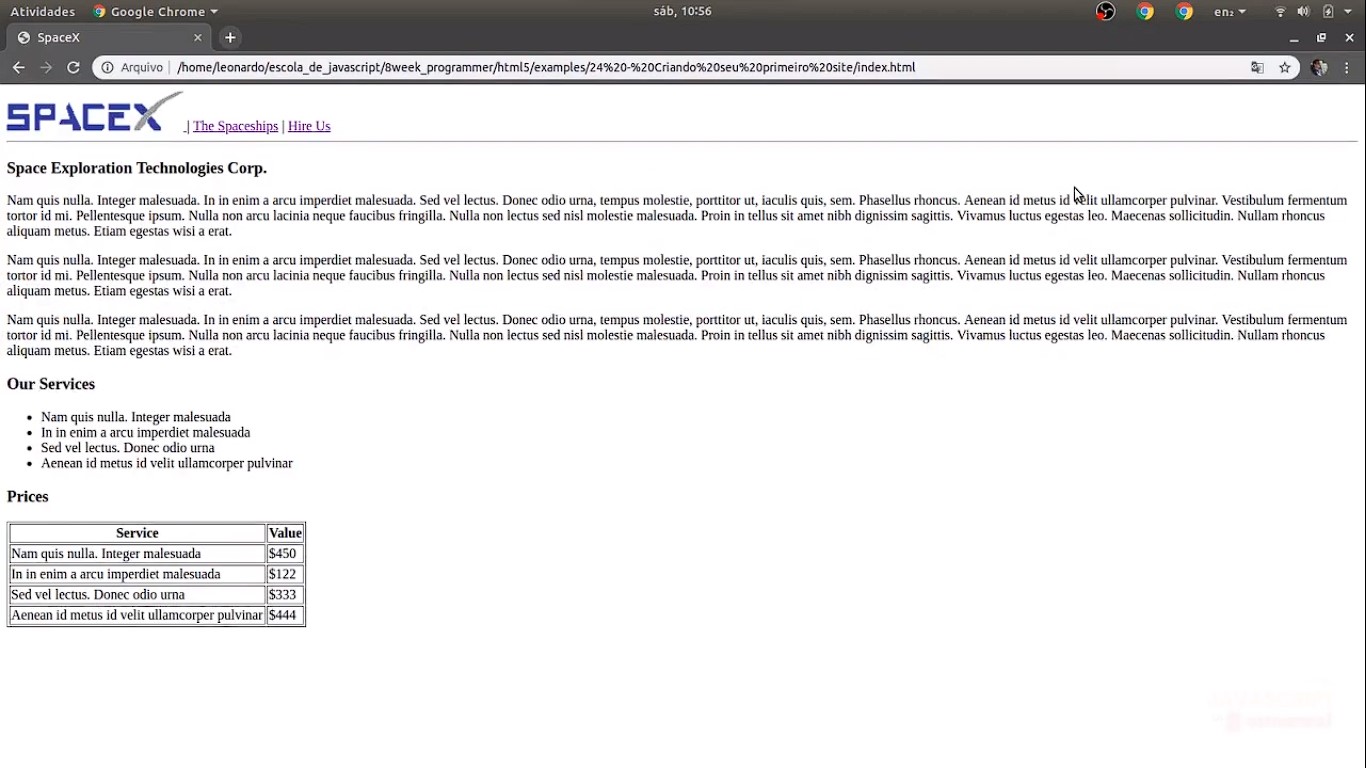 Atividades Google Chrome sáb, 10:56 en₂
SpaceX
Arquivo /home/leonardo/escola_de_javascript/8week_programmer/html5/examples/24%20-%20Criando%20seu%20primeiro%20site/index.html
SPACEX | The Spaceships | Hire Us
Space Exploration Technologies Corp.
Nam quis nulla. Integer malesuada. In in enim a arcu imperdiet malesuada. Sed vel lectus. Donec odio urna, tempus molestie, porttitor ut, iaculis quis, sem. Phasellus rhoncus. Aenean id metus id velit ullamcorper pulvinar. Vestibulum fermentum
tortor id mi. Pellentesque ipsum. Nulla non arcu lacinia neque faucibus fringilla. Nulla non lectus sed nisl molestie malesuada. Proin in tellus sit amet nibh dignissim sagittis. Vivamus luctus egestas leo. Maecenas sollicitudin. Nullam rhoncus
aliquam metus. Etiam egestas wisi a erat.
Nam quis nulla. Integer malesuada. In in enim a arcu imperdiet malesuada. Sed vel lectus. Donec odio urna, tempus molestie, porttitor ut, iaculis quis, sem. Phasellus rhoncus. Aenean id metus id velit ullamcorper pulvinar. Vestibulum fermentum
tortor id mi. Pellentesque ipsum. Nulla non arcu lacinia neque faucibus fringilla. Nulla non lectus sed nisl molestie malesuada. Proin in tellus sit amet nibh dignissim sagittis. Vivamus luctus egestas leo. Maecenas sollicitudin. Nullam rhoncus
aliquam metus. Etiam egestas wisi a erat.
Nam quis nulla. Integer malesuada. In in enim a arcu imperdiet malesuada. Sed vel lectus. Donec odio urna, tempus molestie, porttitor ut, iaculis quis, sem. Phasellus rhoncus. Aenean id metus id velit ullamcorper pulvinar. Vestibulum fermentum
tortor id mi. Pellentesque ipsum. Nulla non arcu lacinia neque faucibus fringilla. Nulla non lectus sed nisl molestie malesuada. Proin in tellus sit amet nibh dignissim sagittis. Vivamus luctus egestas leo. Maecenas sollicitudin. Nullam rhoncus
aliquam metus. Etiam egestas wisi a erat.
Our Services
• Nam quis nulla. Integer malesuada
• In in enim a arcu imperdiet malesuada
• Sed vel lectus. Donec odio urna
• Aenean id metus id velit ullamcorper pulvinar
Prices
Service Value
Nam quis nulla. Integer malesuada $450
In in enim a arcu imperdiet malesuada $122
Sed vel lectus. Donec odio urna $333
Aenean id metus id velit ullamcorper pulvinar $444